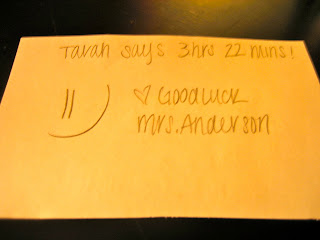 Tarah says 3hrs 22 mins!
♡ Goodluck
mrs. Anderson